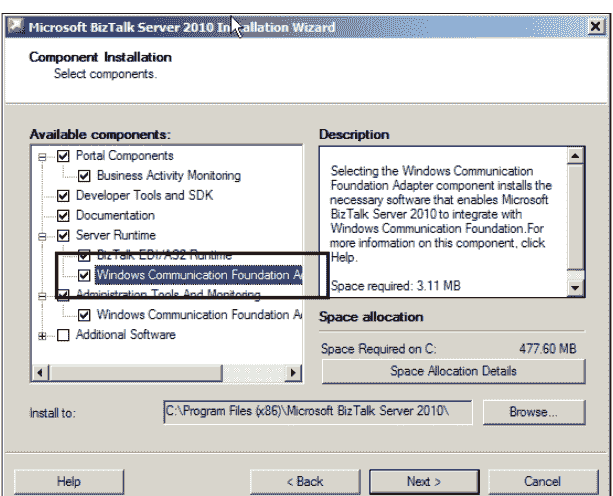 Microsoft BizTalk Server 2010 Installation Wizard
Component Installation
Select components.
Available components:
Portal Components
Business Activity Monitoring
Developer Tools and SDK
Documentation
Server Runtime
BizTalk EDI/AS2 Runtime
Windows Communication Foundation A
Administration Tools And Monitoring
Windows Communication Foundation A
Additional Software
Description
Selecting the Windows Communication
Foundation Adapter component installs the
necessary software that enables Microsoft
BizTalk Server 2010 to integrate with
Windows Communication Foundation.For
more information on this component, click
Help.
Space required: 3.11 MB
Space allocation
Space Required on C: 477.60 MB
Space Allocation Details
Install to: C:\Program Files (x86)\Microsoft BizTalk Server 2010\ Browse...
Help < Back Next > Cancel